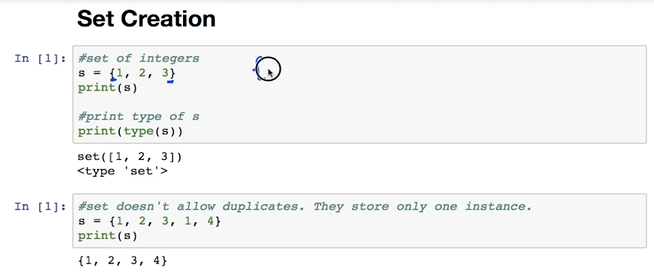 Set Creation
In [1]: #set of integers
s = {1, 2, 3}
print(s)
#print type of s
print(type(s))
set([1, 2, 3])
<type 'set'>
In [1]: #set doesn't allow duplicates. They store only one instance.
s = {1, 2, 3, 1, 4}
print(s)
{1, 2, 3, 4}